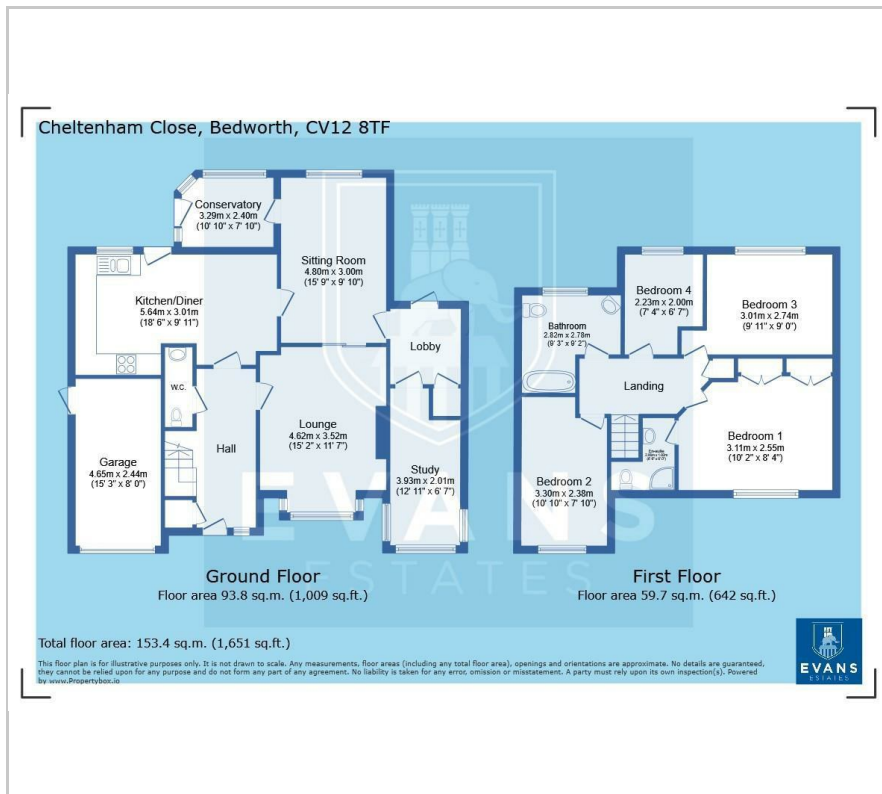 Cheltenham Close, Bedworth, CV12 8TF
Conservatory
3.29m x 2.40m
(10' 10" x 7' 10")
Sitting Room
4.80m x 3.00m
(15' 9" x 9' 10")
Kitchen/Diner
5.64m x 3.01m
(18' 6" x 9' 11")
Lobby
W.C.
Hall
Lounge
4.62m x 3.52m
(15' 2" x 11' 7")
Garage
4.65m x 2.44m
(15' 3" x 8' 0")
Study
3.93m x 2.01m
(12' 11" x 6' 7")
Bedroom 4
2.23m x 2.00m
(7' 4" x 6' 7")
Bedroom 3
3.01m x 2.74m
(9' 11" x 9' 0")
Bathroom
2.82m x 2.78m
(9' 3" x 9' 2")
Landing
Bedroom 1
3.11m x 2.55m
(10' 2" x 8' 4")
Bedroom 2
3.30m x 2.38m
(10' 10" x 7' 10")
EVANS
ESTATES
Ground Floor
Floor area 93.8 sq.m. (1,009 sq.ft.)
First Floor
Floor area 59.7 sq.m. (642 sq.ft.)
Total floor area: 153.4 sq.m. (1,651 sq.ft.)
This floor plan is for illustrative purposes only. It is not drawn to scale. Any measurements, floor areas (including any total floor area), openings and orientations are approximate. No details are guaranteed,
they cannot be relied upon for any purpose and do not form any part of any agreement. No liability is taken for any error, omission or misstatement. A party must rely upon its own inspection(s). Powered
by www.Propertybox.io
EVANS
ESTATES